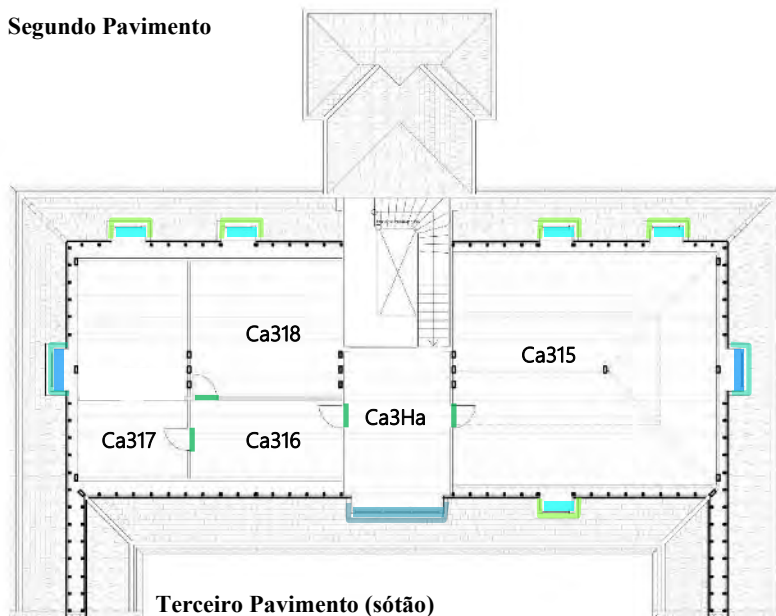 Segundo Pavimento
Ca318
Ca315
Ca3Ha
Ca317
Ca316
Terceiro Pavimento (sótão)